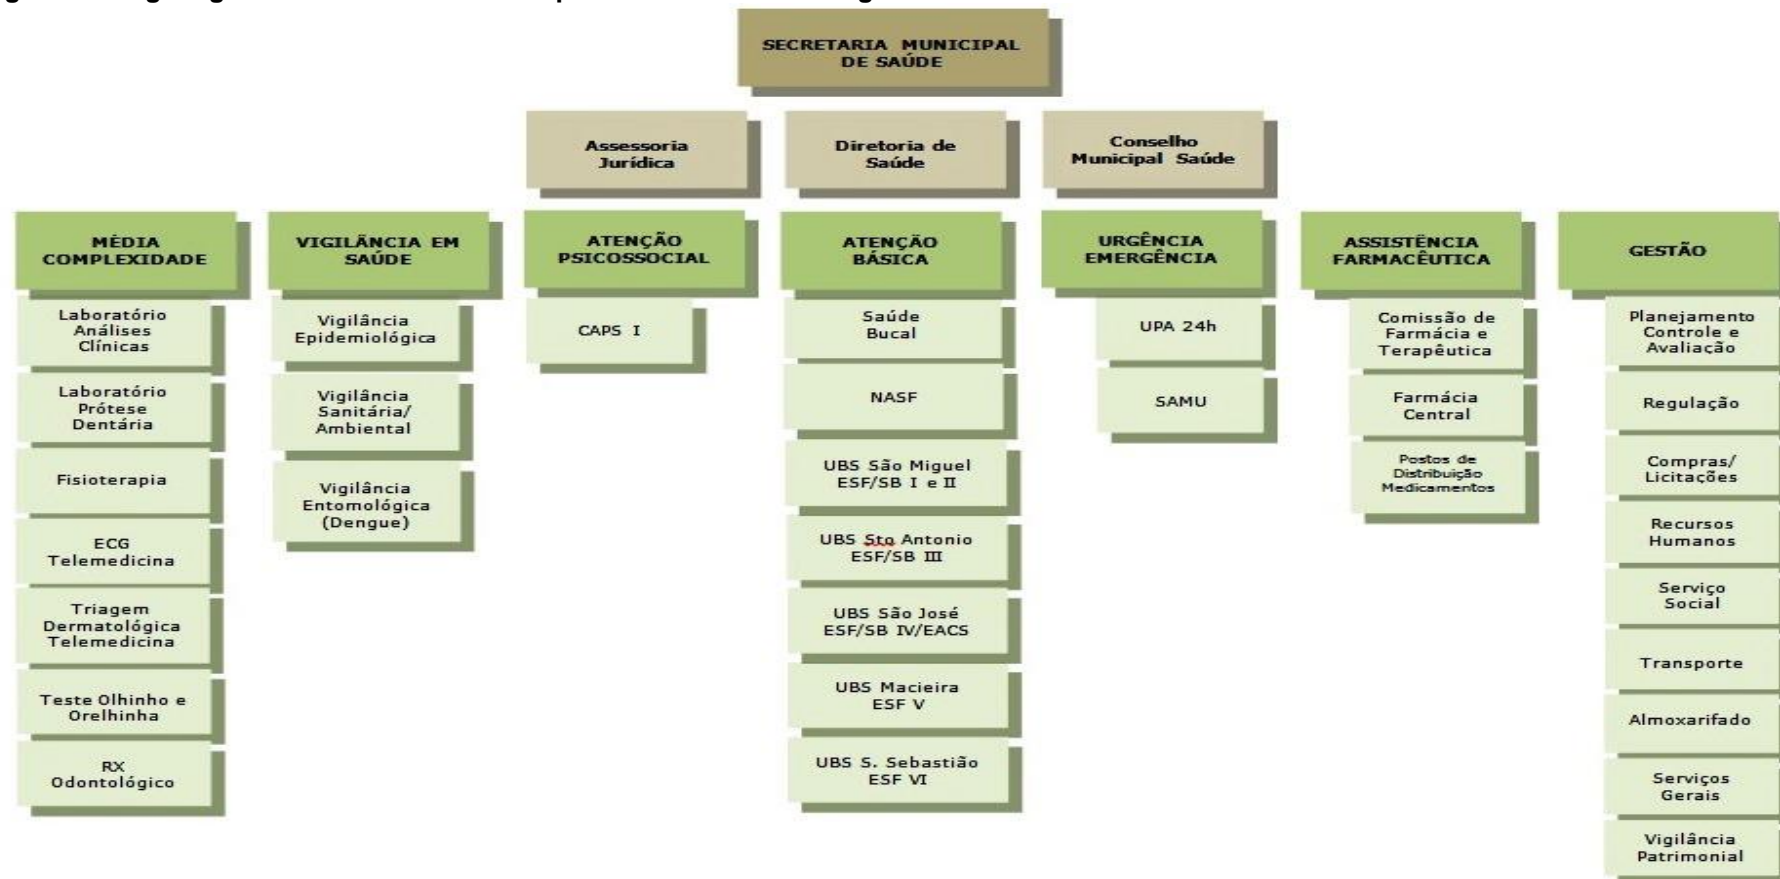 SECRETARIA MUNICIPAL
DE SAÚDE
Assessoria
Jurídica
Diretoria de
Saúde
Conselho
Municipal Saúde
MÉDIA
COMPLEXIDADE
Laboratório
Análises
Clínicas
Laboratório
Prótese
Dentária
Fisioterapia
ECG
Telemedicina
Triagem
Dermatológica
Telemedicina
Teste Olhinho e
Orelhinha
RX
Odontológico
VIGILÂNCIA EM
SAÚDE
Vigilância
Epidemiológica
Vigilância
Sanitária/
Ambiental
Vigilância
Entomológica
(Dengue)
ATENÇÃO
PSICOSSOCIAL
CAPS I
ATENÇÃO
BÁSICA
Saúde
Bucal
NASF
UBS São Miguel
ESF/SB I e II
UBS Sto Antonio
ESF/SB III
UBS São José
ESF/SB IV/EACS
UBS Macieira
ESF V
UBS S. Sebastião
ESF VI
URGÊNCIA
EMERGÊNCIA
UPA 24h
SAMU
ASSISTÊNCIA
FARMACÊUTICA
Comissão de
Farmácia e
Terapêutica
Farmácia
Central
Postos de
Distribuição
Medicamentos
GESTÃO
Planejamento
Controle e
Avaliação
Regulação
Compras/
Licitações
Recursos
Humanos
Serviço
Social
Transporte
Almoxarifado
Serviços
Gerais
Vigilância
Patrimonial